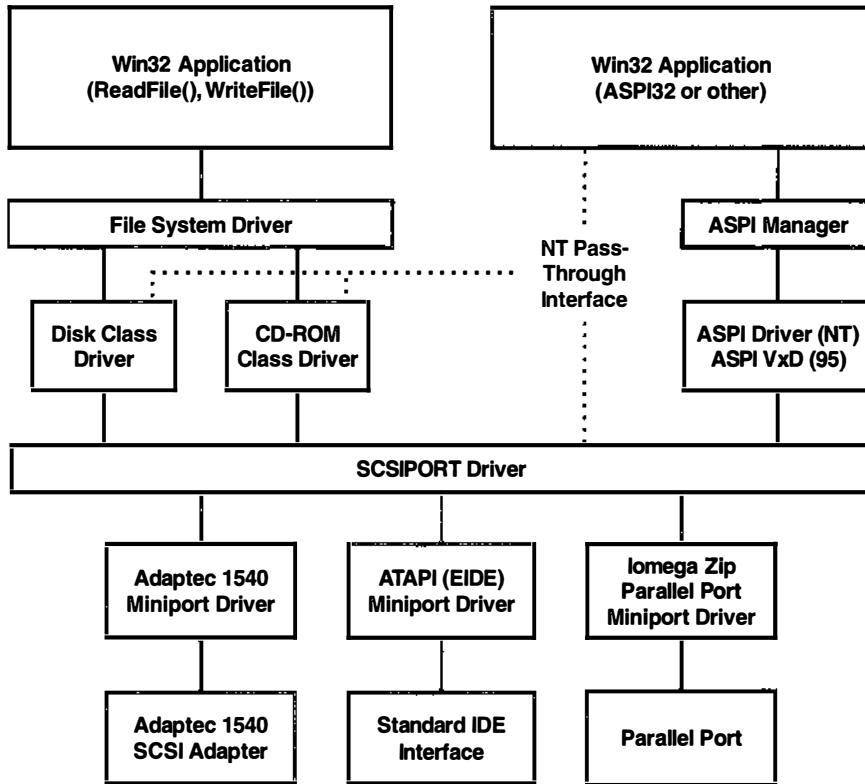 Win32 Application
(ReadFile(), WriteFile())
Win32 Application
(ASPI32 or other)
File System Driver
ASPI Manager
NT Pass-
Through
Interface
Disk Class
Driver
CD-ROM
Class Driver
ASPI Driver (NT)
ASPI VxD (95)
SCSIPORT Driver
Adaptec 1540
Miniport Driver
ATAPI (EIDE)
Miniport Driver
Iomega Zip
Parallel Port
Miniport Driver
Adaptec 1540
SCSI Adapter
Standard IDE
Interface
Parallel Port